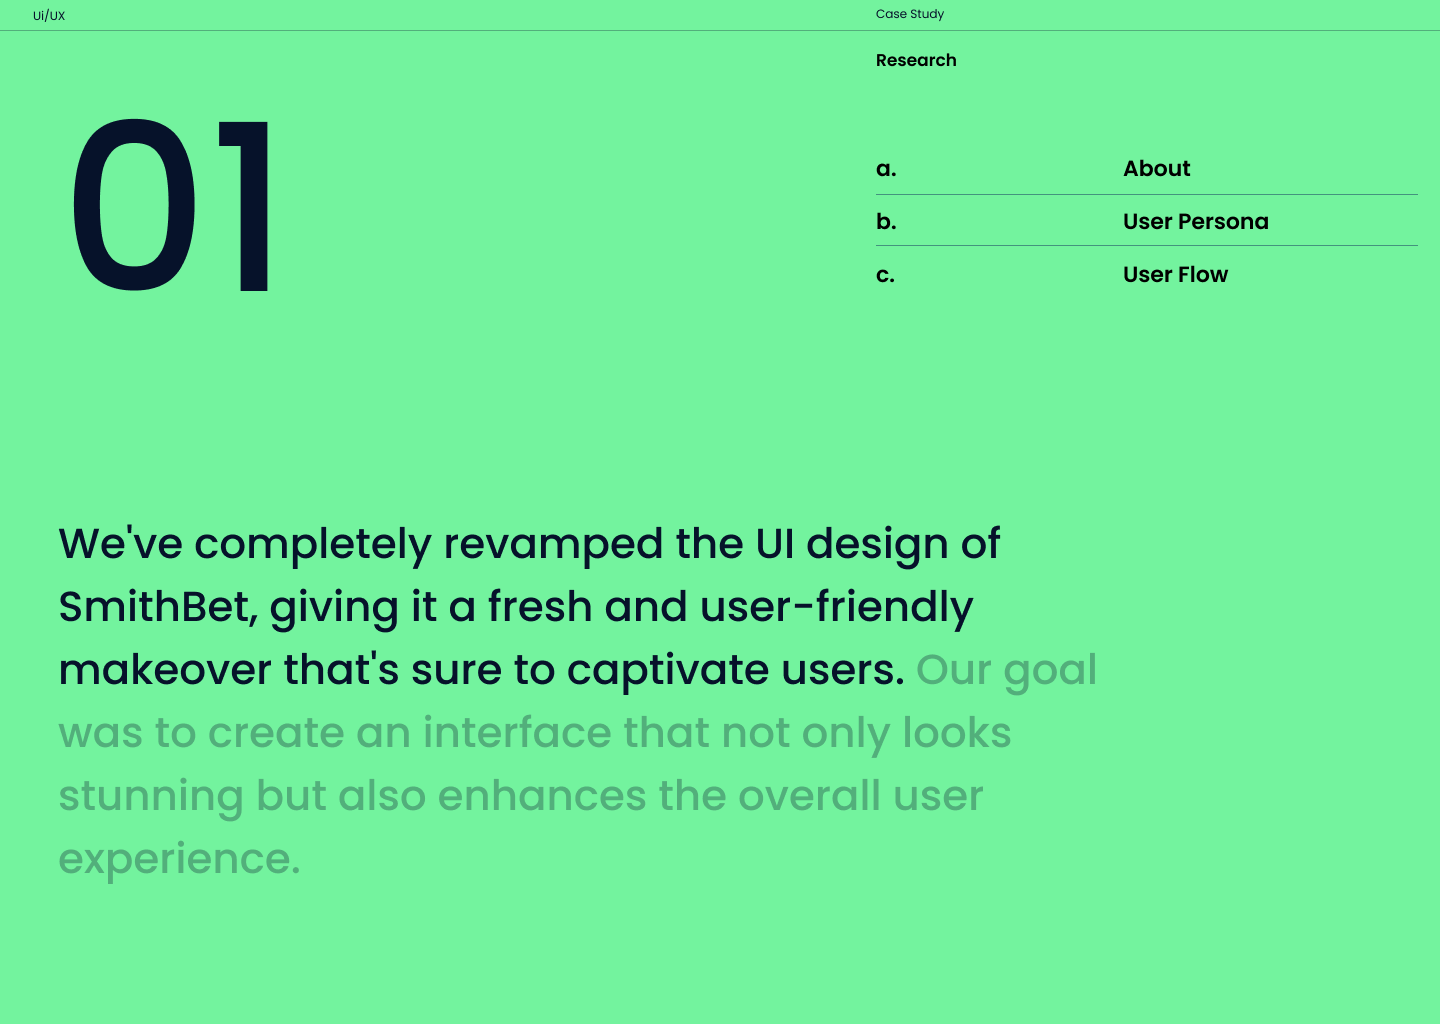 Ui/UX
Case Study
Research
01
a. About
b. User Persona
c. User Flow
We've completely revamped the UI design of
SmithBet, giving it a fresh and user-friendly
makeover that's sure to captivate users. Our goal
was to create an interface that not only looks
stunning but also enhances the overall user
experience.